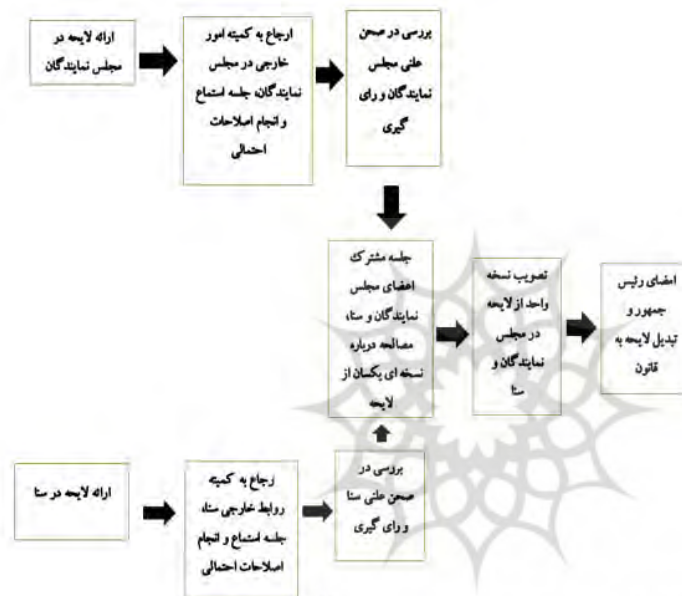 ارائه لایحه در
مجلس نمایندگان
ارجاع به کمیته امور
خارجی در مجلس
نمایندگان، جلسه استماع
و انجام اصلاحات
احتمالی
بررسی در صحن
علنی مجلس
نمایندگان و رای
گیری
جلسه مشترک
اعضای مجلس
نمایندگان و سنا،
مصالحه درباره
نسخه ای یکسان از
لایحه
تصویب نسخه
واحد از لایحه
در مجلس
نمایندگان و
سنا
امضای رئیس
جمهور و
تبدیل لایحه به
قانون
ارائه لایحه در سنا
رجاع به کمیته
روابط خارجی سنا،
جلسه استماع و انجام
اصلاحات احتمالی
بررسی در
صحن علنی سنا
و رای گیری